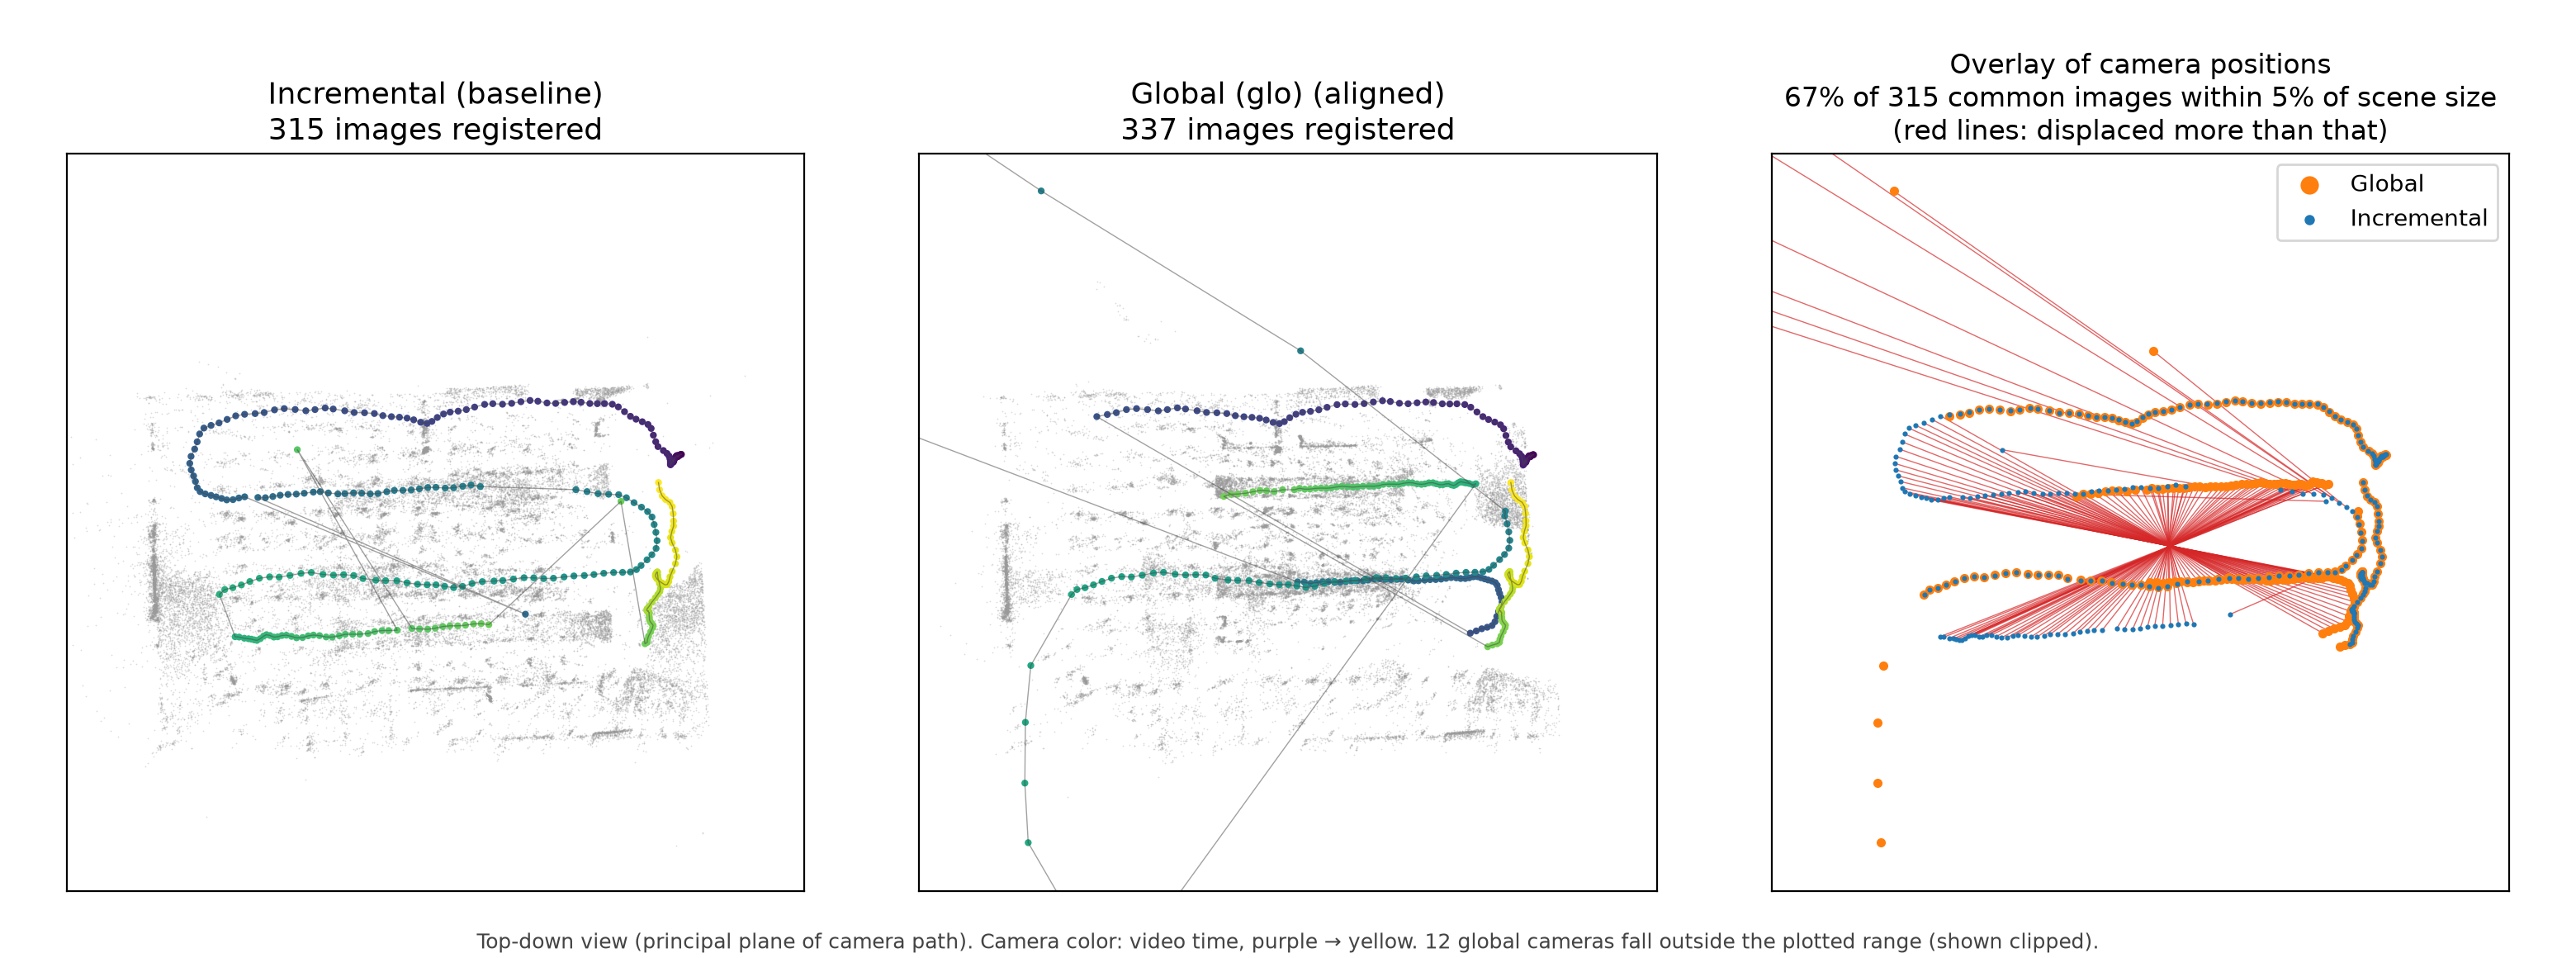 Incremental (baseline)
315 images registered
Global (glo) (aligned)
337 images registered
Overlay of camera positions
67% of 315 common images within 5% of scene size
(red lines: displaced more than that)
Global
Incremental
Top-down view (principal plane of camera path). Camera color: video time, purple → yellow. 12 global cameras fall outside the plotted range (shown clipped).